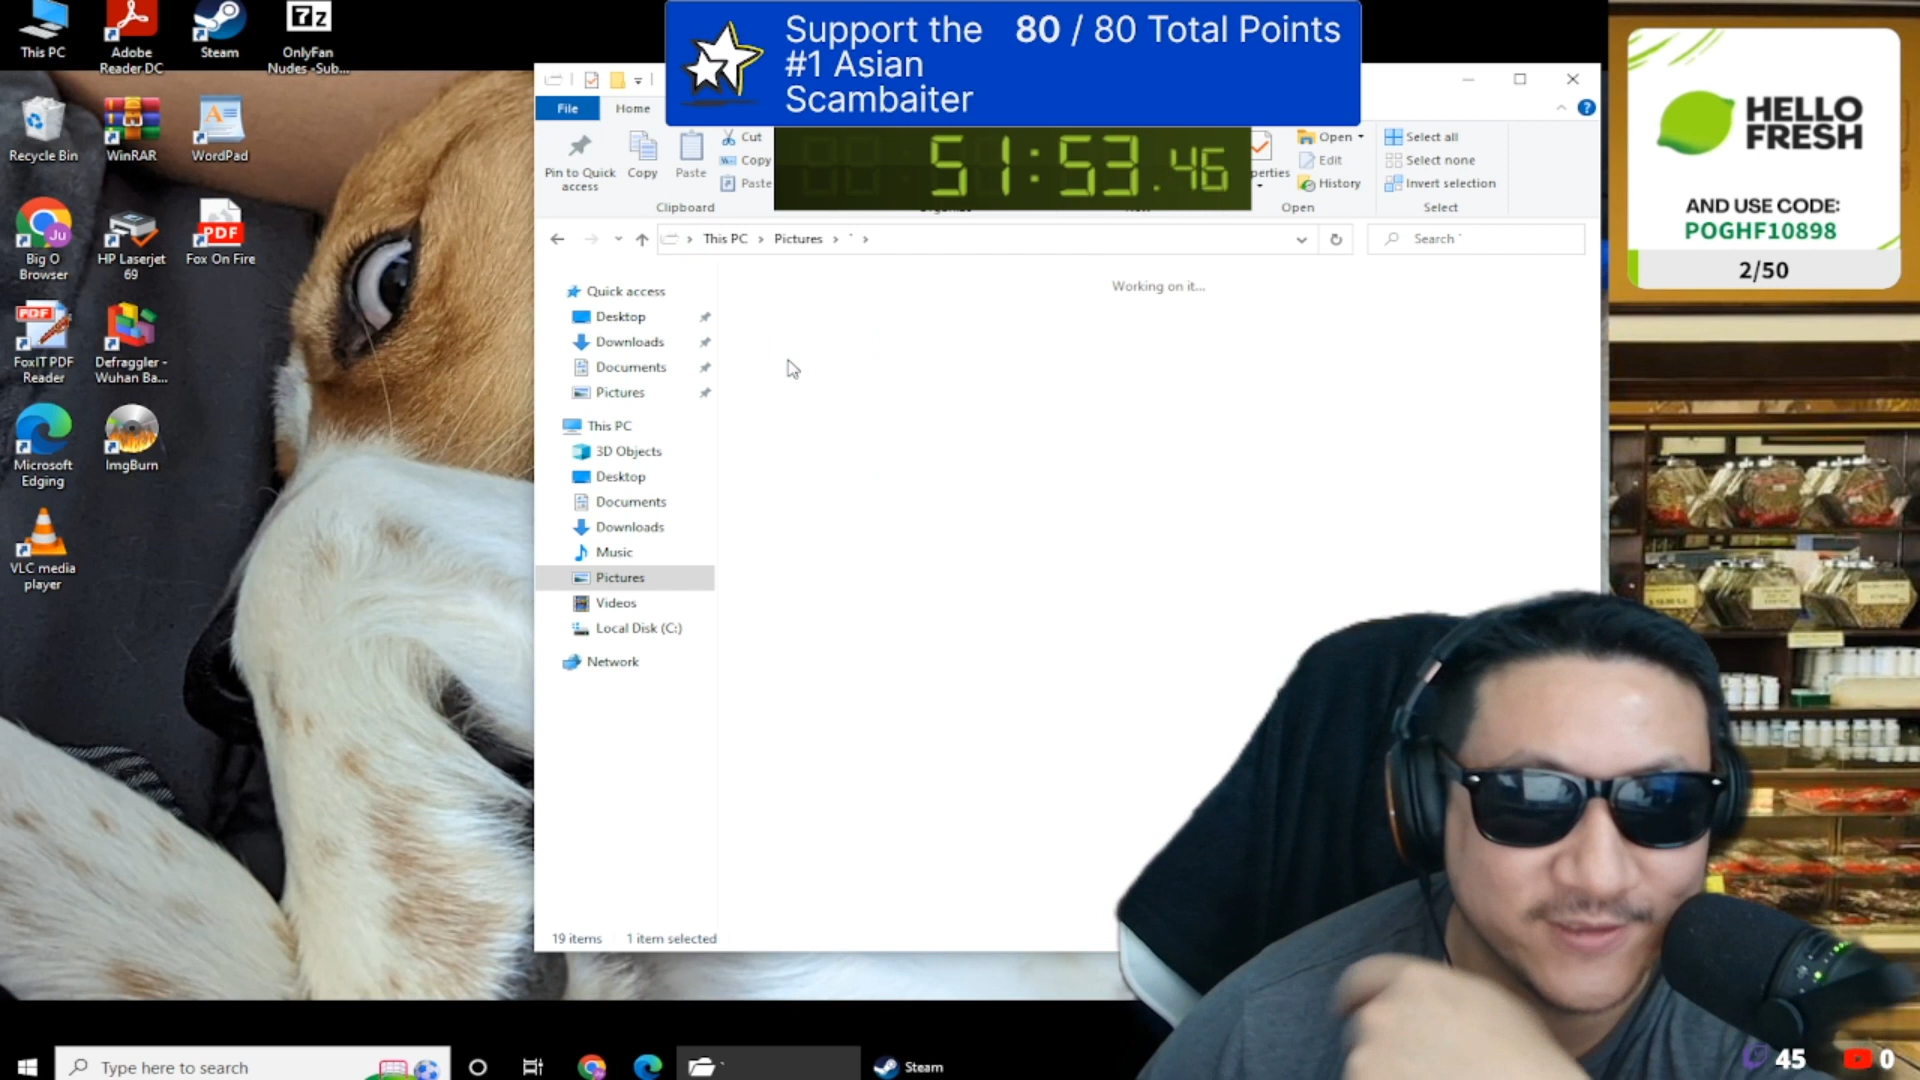 This PC
Adobe
Reader DC
Steam
7z
OnlyFan
Nudes -Sub...
Recycle Bin
WinRAR
WordPad
Ju
Big O
Browser
HP Laserjet
69
PDF
Fox On Fire
PDF
FoxIT PDF
Reader
Defraggler -
Wuhan Ba...
Microsoft
Edging
ImgBurn
VLC media
player
Support the
#1 Asian
Scambaiter
80 / 80 Total Points
51:53.46
File
Home
Pin to Quick
access
Copy
Paste
Cut
Copy
Paste
Clipboard
perties
Open
Edit
History
Open
Select all
Select none
Invert selection
Select
This PC > Pictures > ` >
Search `
Working on it...
Quick access
Desktop
Downloads
Documents
Pictures
This PC
3D Objects
Desktop
Documents
Downloads
Music
Pictures
Videos
Local Disk (C:)
Network
19 items
1 item selected
HELLO
FRESH
AND USE CODE:
POGHF10898
2/50
Type here to search
`
Steam
45
0